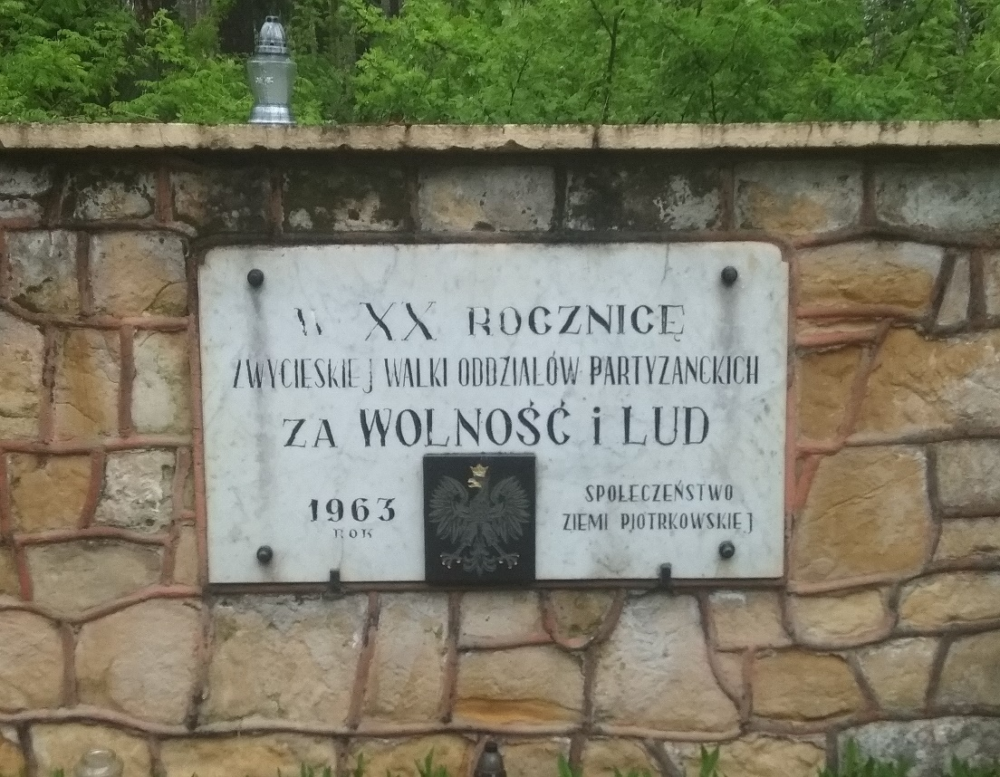 W XX ROCZNICĘ
ZWYCIESKIEJ WALKI ODDZIAŁÓW PARTYZANCKICH
ZA WOLNOŚĆ i LUD
1963
ROK
SPOŁECZEŃSTWO
ZIEMI PIOTRKOWSKIEJ